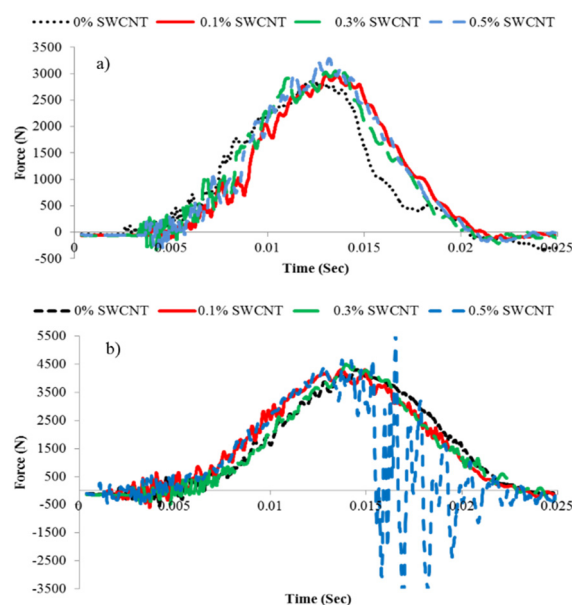 0% SWCNT 0.1% SWCNT 0.3% SWCNT 0.5% SWCNT
a)
3500
3000
2500
2000
1500
1000
500
0
-500
Force (N)
0 0.005 0.01 0.015 0.02 0.025
Time (Sec)
0% SWCNT 0.1% SWCNT 0.3% SWCNT 0.5% SWCNT
b)
5500
4500
3500
2500
1500
500
-500
-1500
-2500
-3500
Force (N)
0 0.005 0.01 0.015 0.02 0.025
Time (Sec)